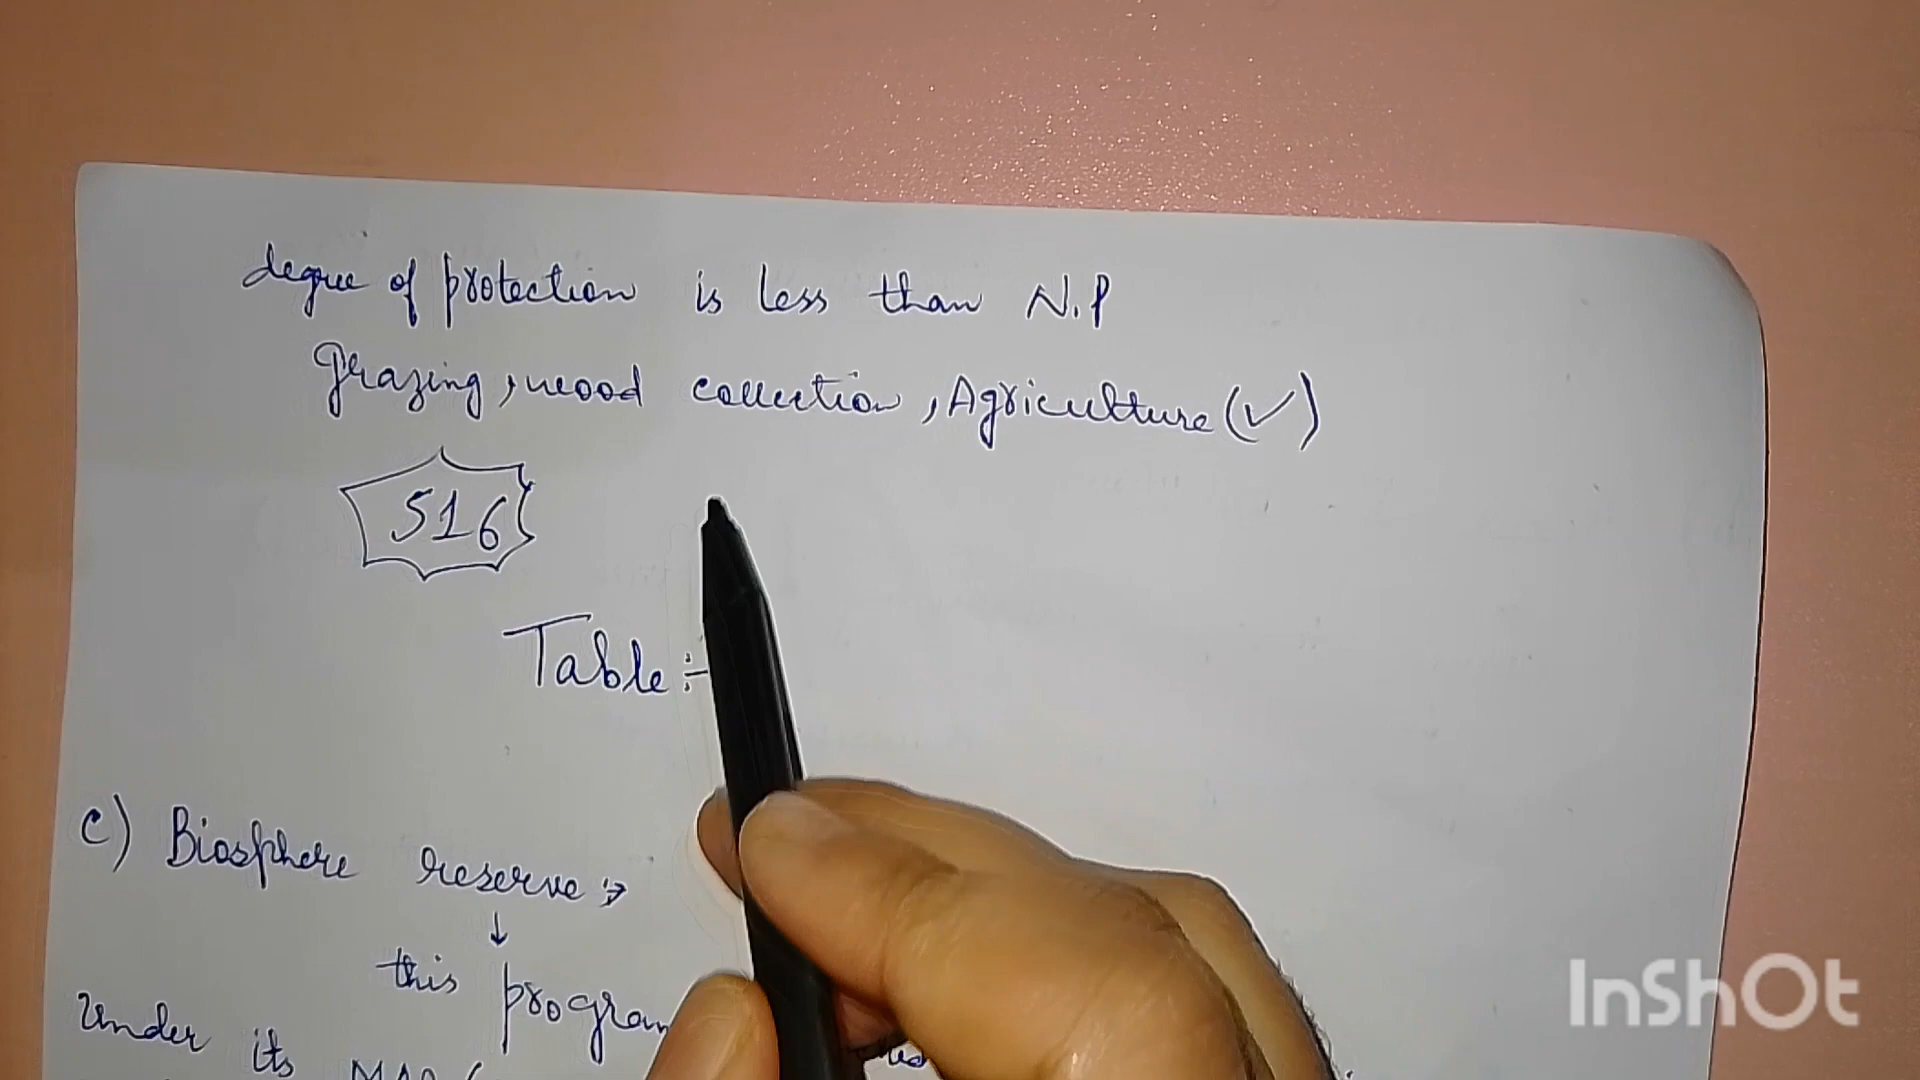 degree of protection is less than N.P
Grazing, wood collection, Agriculture (✓)
516
Table :-
C) Biosphere reserve :→
↓
this program
Under its
InShOt